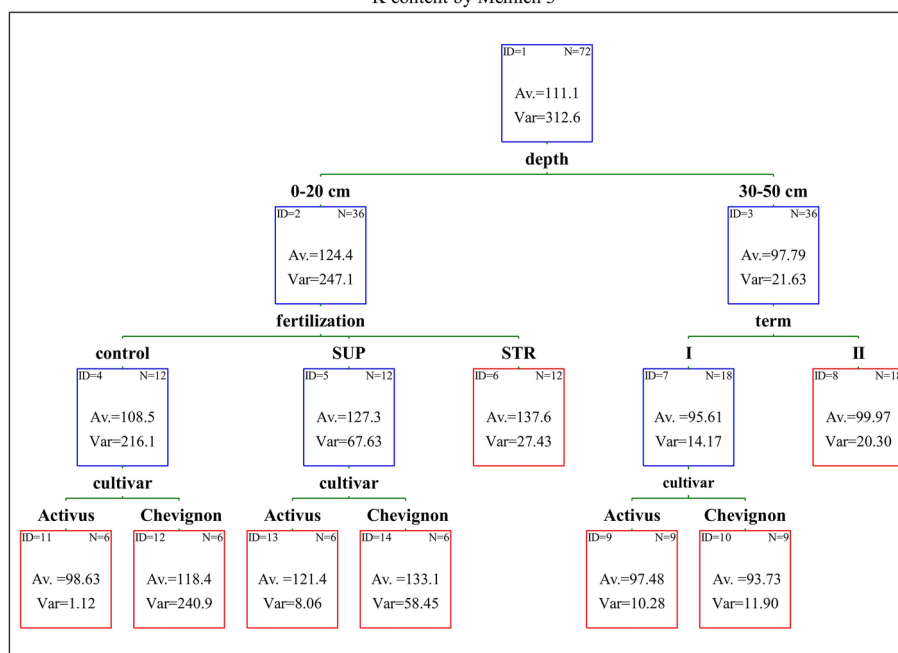 K content by Mehlich 3
ID=1 N=72
Av.=111.1
Var=312.6
depth
0-20 cm 30-50 cm
ID=2 N=36 ID=3 N=36
Av.=124.4 Av.=97.79
Var=247.1 Var=21.63
fertilization term
control SUP STR I II
ID=4 N=12 ID=5 N=12 ID=6 N=12 ID=7 N=18 ID=8 N=18
Av.=108.5 Av.=127.3 Av.=137.6 Av.=95.61 Av.=99.97
Var=216.1 Var=67.63 Var=27.43 Var=14.17 Var=20.30
cultivar cultivar cultivar
Activus Chevignon Activus Chevignon Activus Chevignon
ID=11 N=6 ID=12 N=6 ID=13 N=6 ID=14 N=6 ID=9 N=9 ID=10 N=9
Av. =98.63 Av. =118.4 Av. =121.4 Av. =133.1 Av. =97.48 Av. =93.73
Var=1.12 Var=240.9 Var=8.06 Var=58.45 Var=10.28 Var=11.90